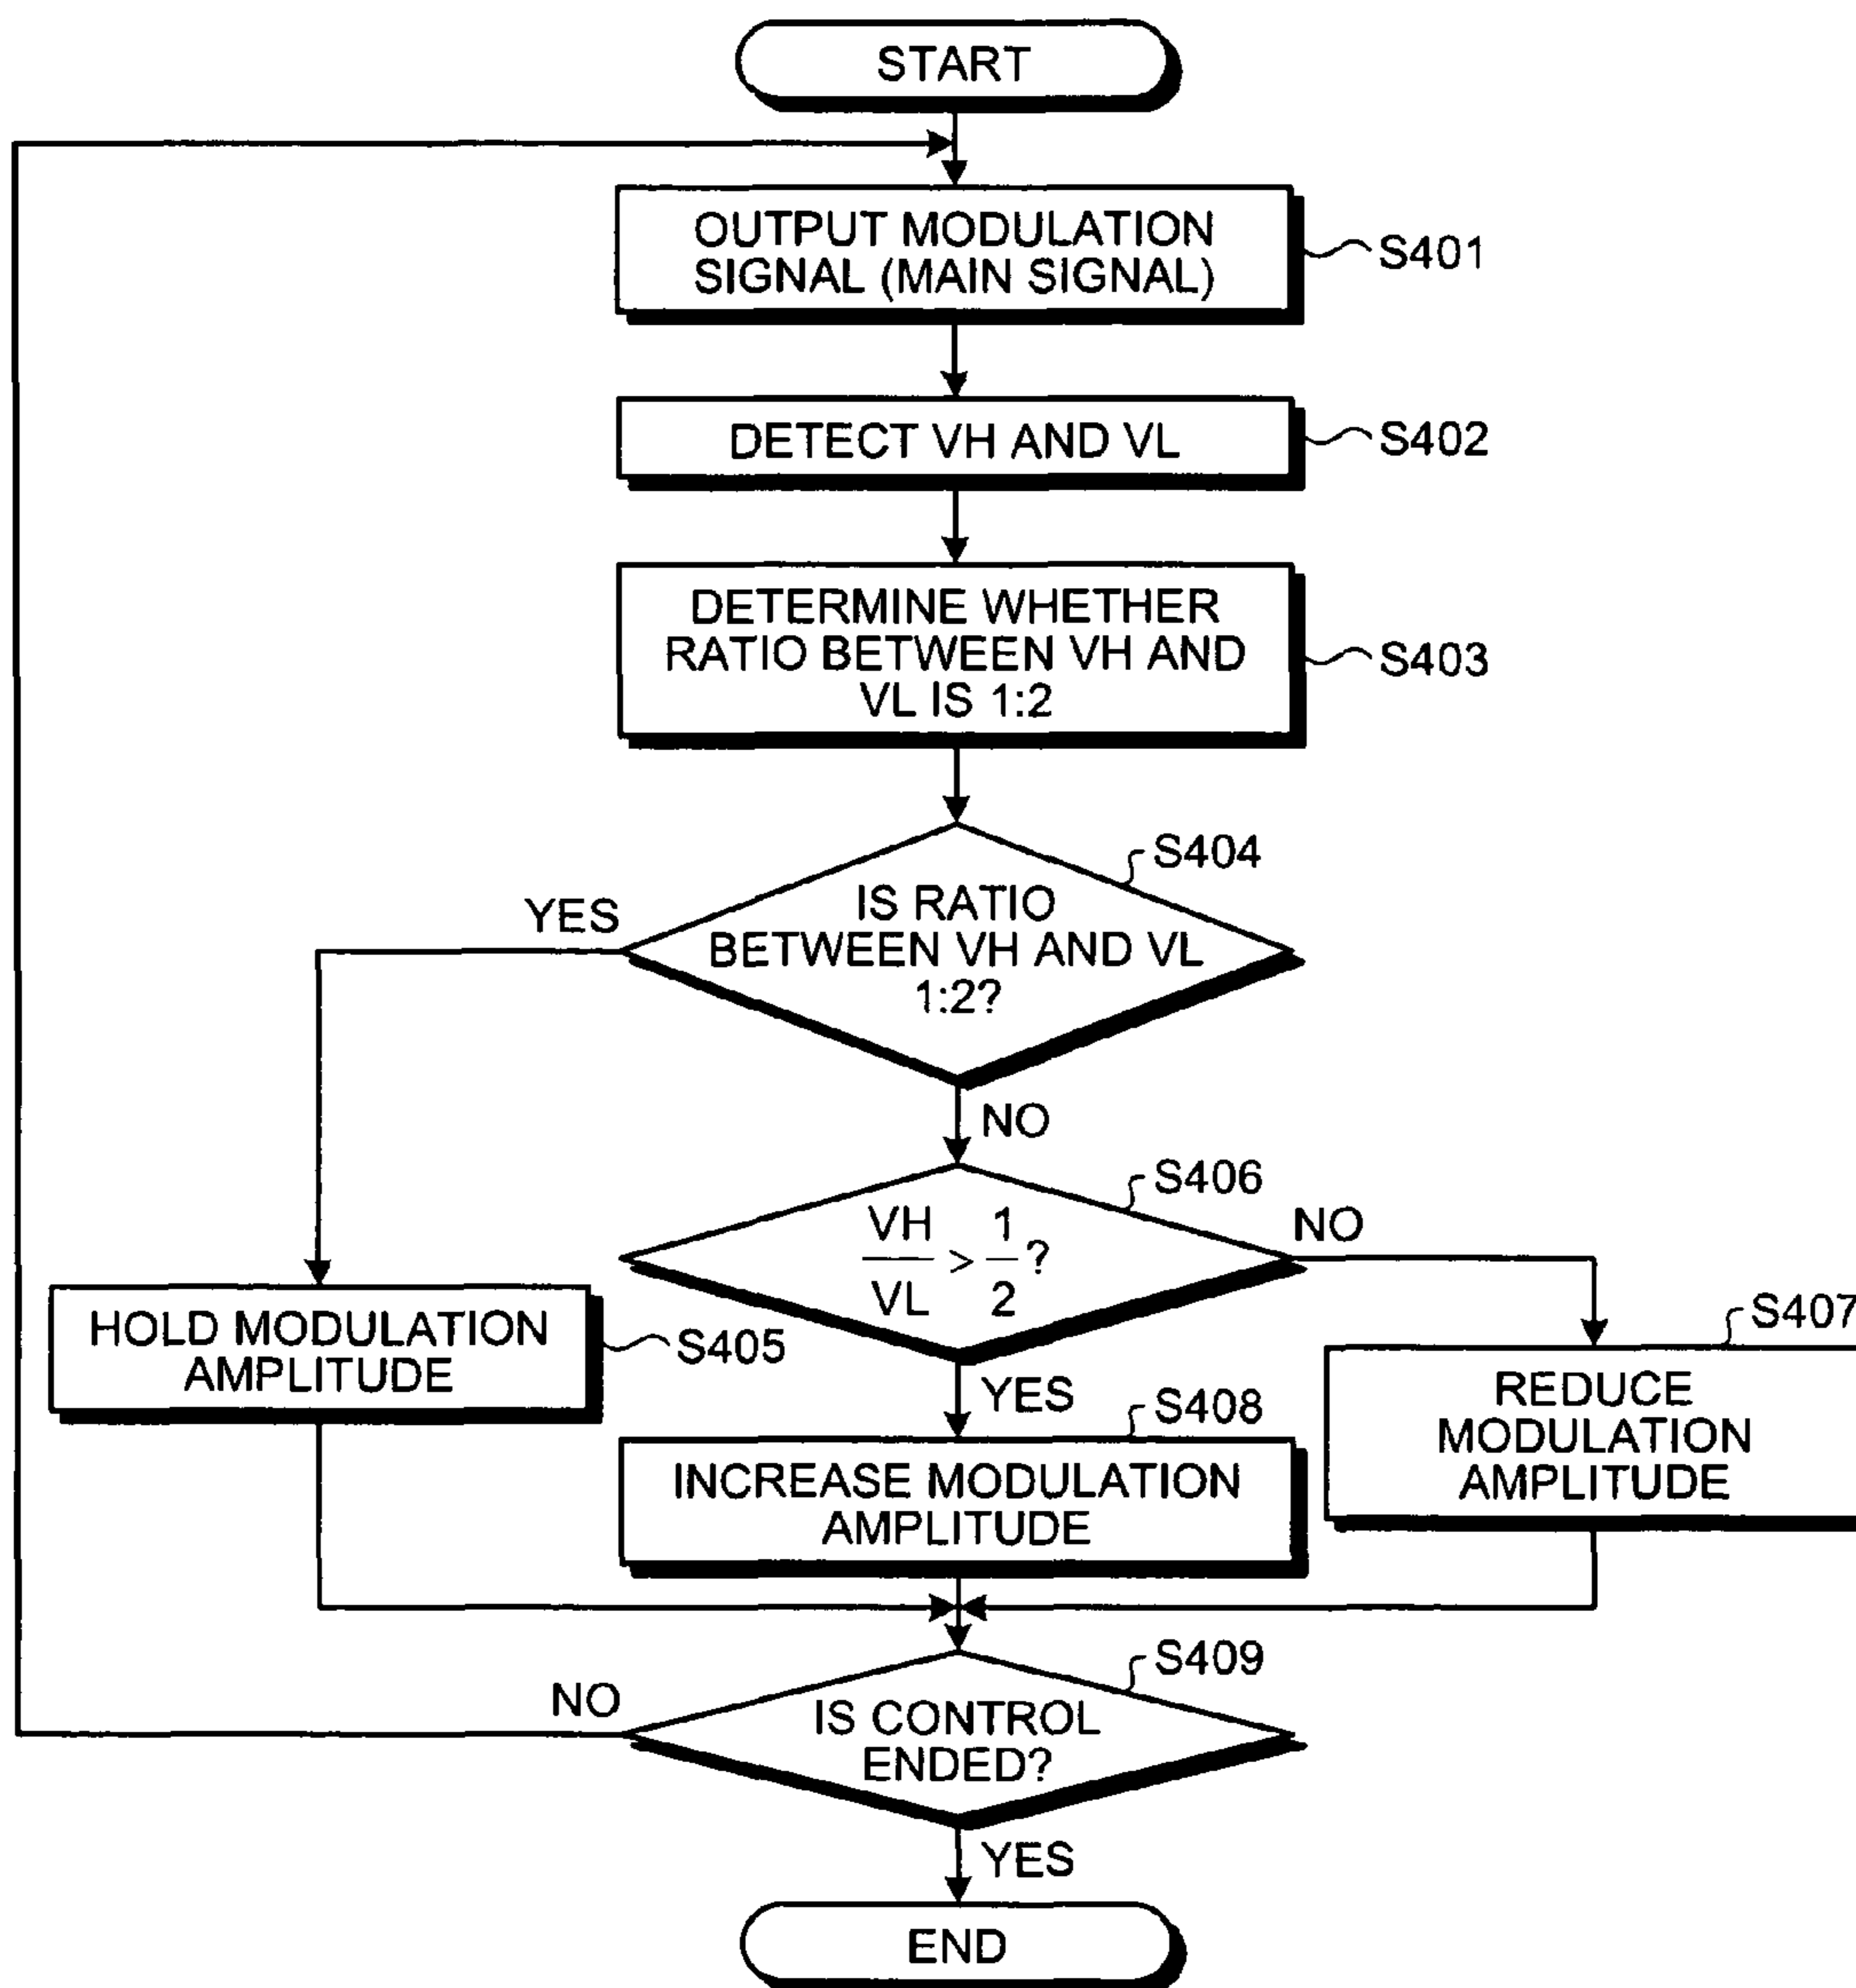 START
OUTPUT MODULATION
SIGNAL (MAIN SIGNAL)
S401
DETECT VH AND VL
S402
DETERMINE WHETHER
RATIO BETWEEN VH AND
VL IS 1:2
S403
S404
IS RATIO
BETWEEN VH AND VL
1:2?
YES
NO
S406
VH
VL
> 
1
2
?
NO
YES
HOLD MODULATION
AMPLITUDE
S405
S408
INCREASE MODULATION
AMPLITUDE
S407
REDUCE
MODULATION
AMPLITUDE
S409
IS CONTROL
ENDED?
NO
YES
END